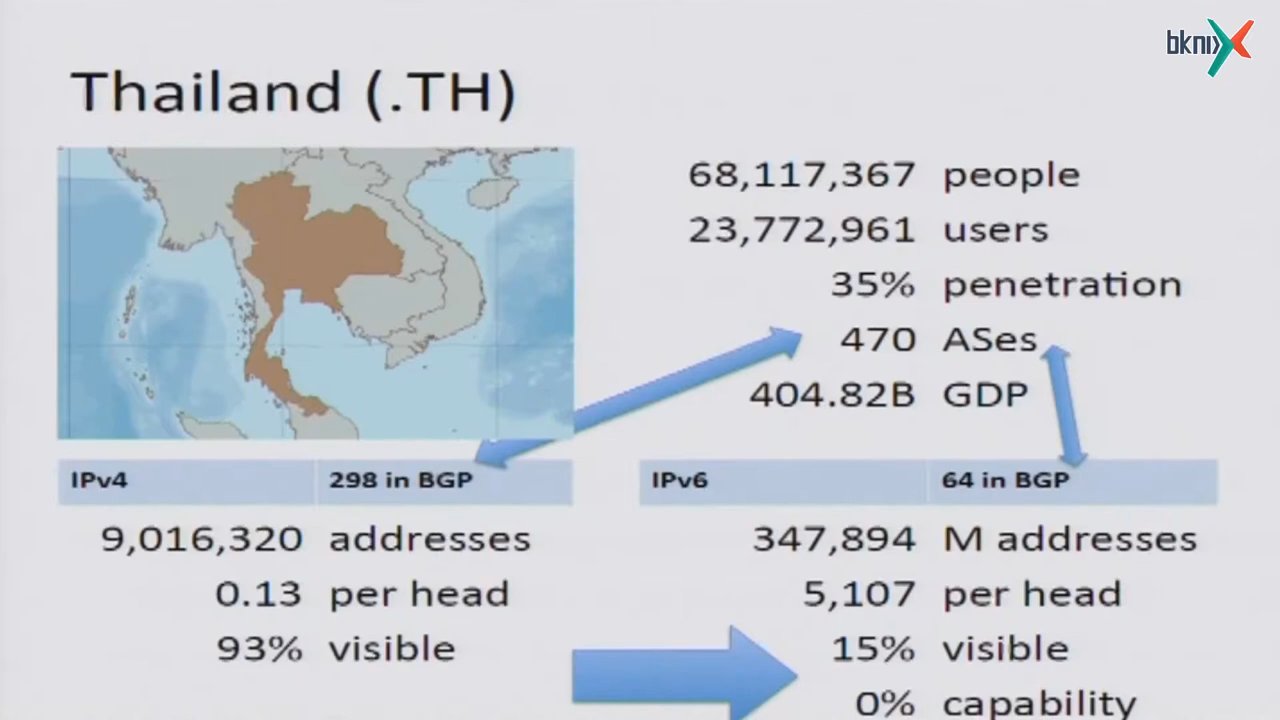 bknix
Thailand (.TH)
68,117,367 people
23,772,961 users
35% penetration
470 ASes
404.82B GDP
IPv4 298 in BGP
9,016,320 addresses
0.13 per head
93% visible
IPv6 64 in BGP
347,894 M addresses
5,107 per head
15% visible
0% capability